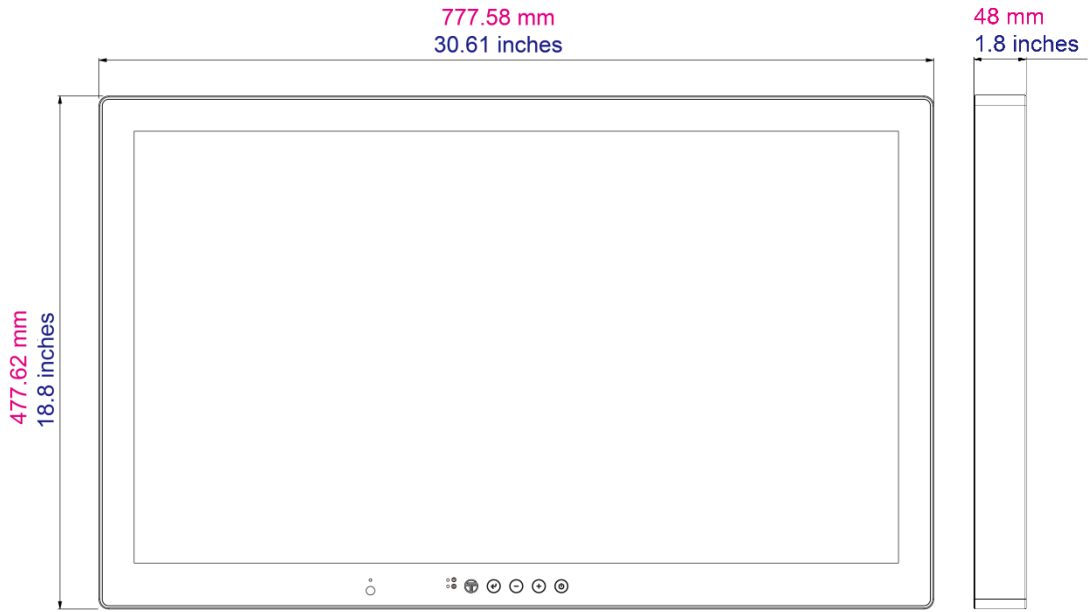 777.58 mm
30.61 inches
48 mm
1.8 inches
477.62 mm
18.8 inches